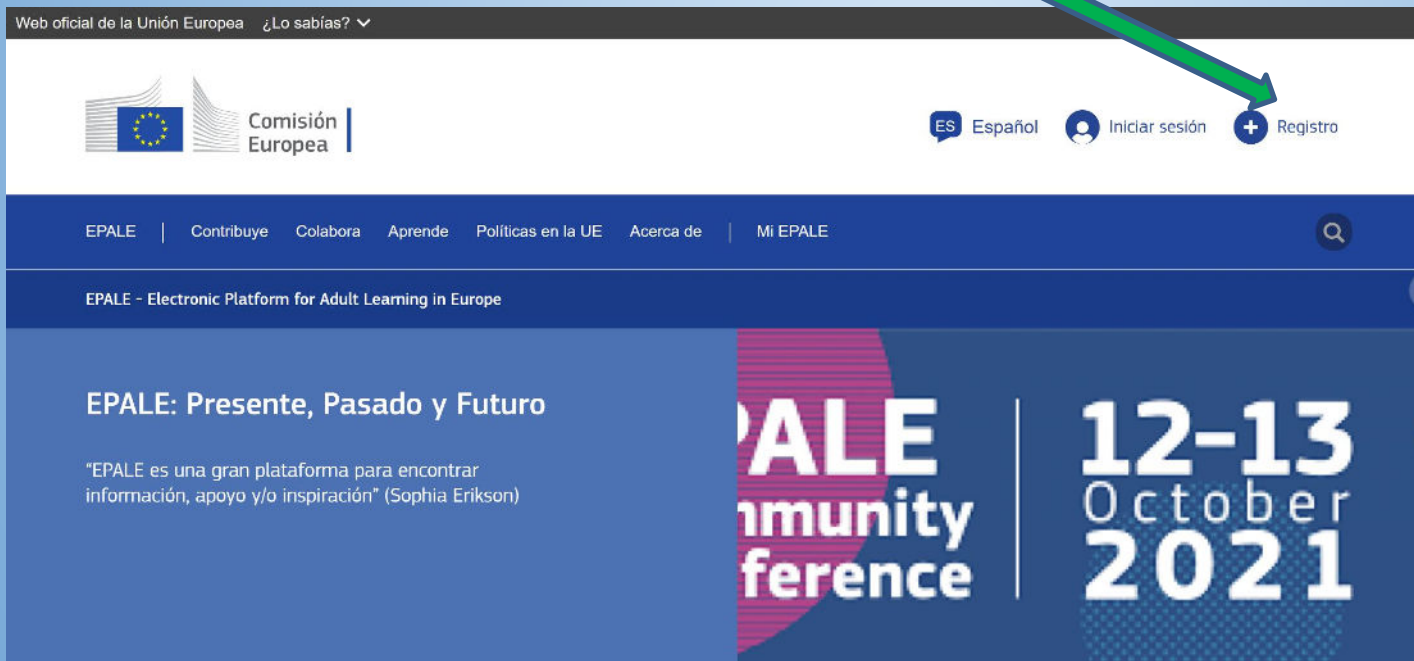 Web oficial de la Unión Europea ¿Lo sabías?
Comisión
Europea
ES Español Iniciar sesión + Registro
EPALE | Contribuye Colabora Aprende Políticas en la UE Acerca de | Mi EPALE
EPALE - Electronic Platform for Adult Learning in Europe
EPALE: Presente, Pasado y Futuro
"EPALE es una gran plataforma para encontrar
información, apoyo y/o inspiración" (Sophia Erikson)
PALE
mmunity
ference
12-13
October
2021